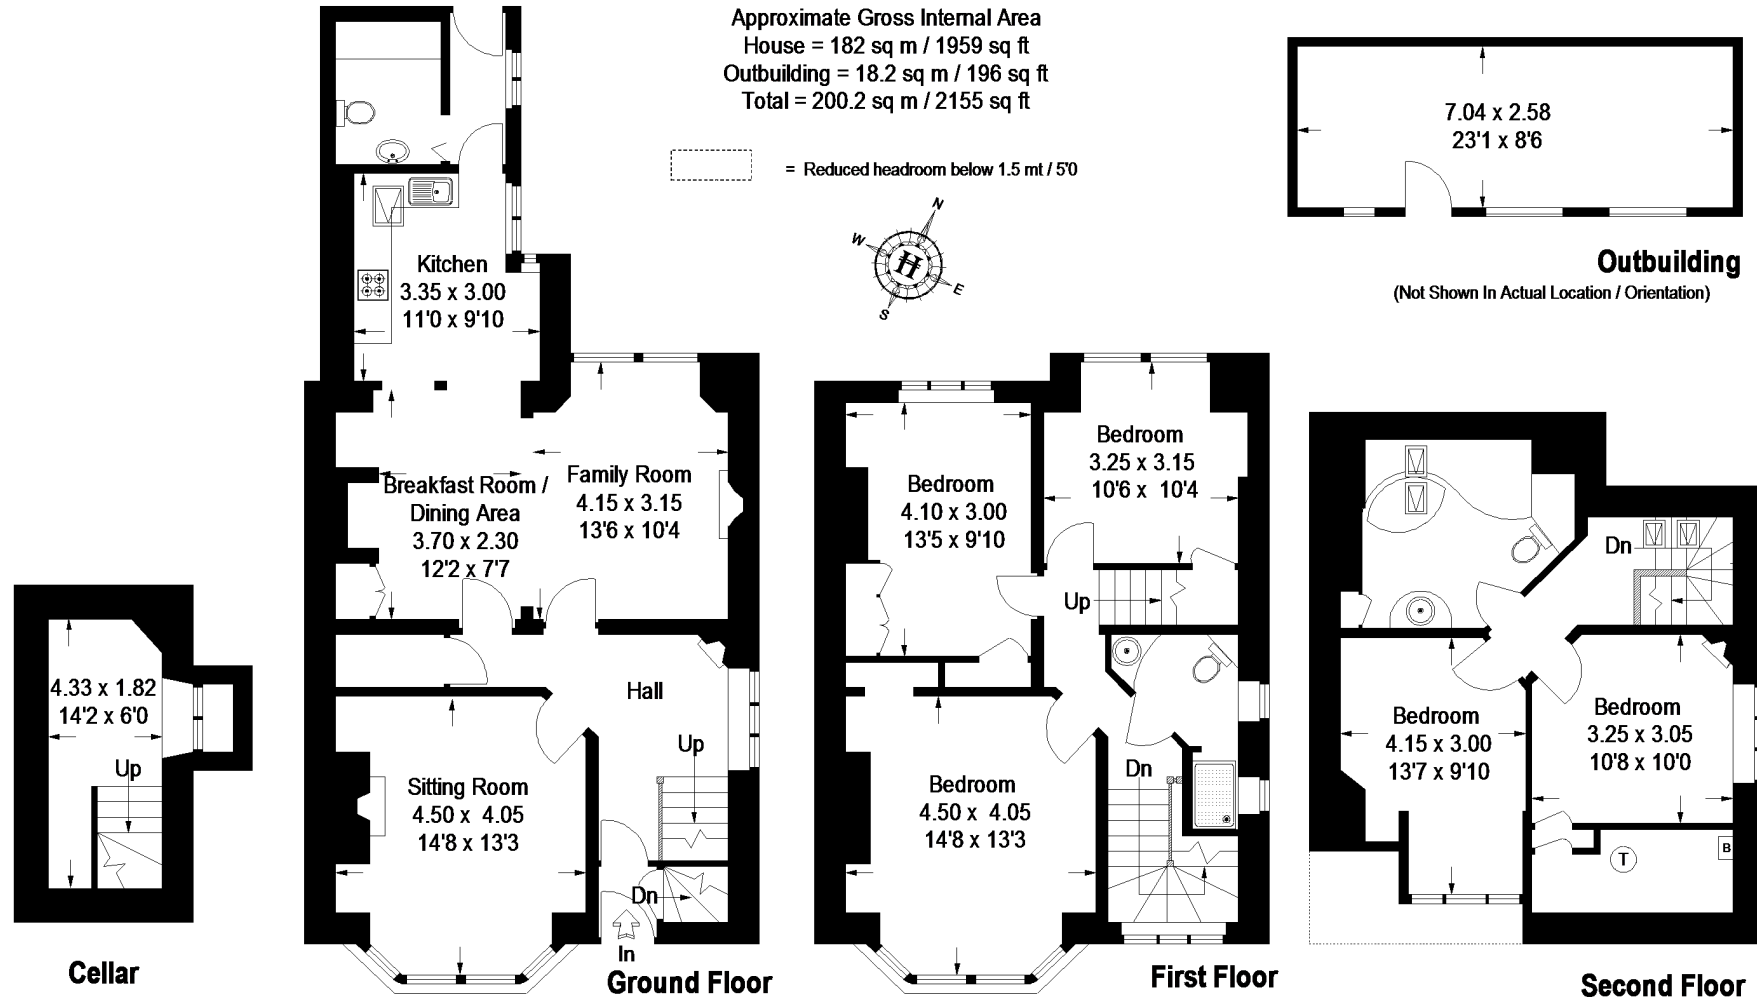 Approximate Gross Internal Area
House = 182 sq m / 1959 sq ft
Outbuilding = 18.2 sq m / 196 sq ft
Total = 200.2 sq m / 2155 sq ft
= Reduced headroom below 1.5 mt / 5'0
N
W
H
E
S
7.04 x 2.58
23'1 x 8'6
Outbuilding
(Not Shown In Actual Location / Orientation)
4.33 x 1.82
14'2 x 6'0
Up
Cellar
Kitchen
3.35 x 3.00
11'0 x 9'10
Breakfast Room /
Dining Area
3.70 x 2.30
12'2 x 7'7
Family Room
4.15 x 3.15
13'6 x 10'4
Hall
Up
Sitting Room
4.50 x 4.05
14'8 x 13'3
Dn
In
Ground Floor
Bedroom
4.10 x 3.00
13'5 x 9'10
Bedroom
3.25 x 3.15
10'6 x 10'4
Up
Dn
Bedroom
4.50 x 4.05
14'8 x 13'3
First Floor
Dn
Bedroom
4.15 x 3.00
13'7 x 9'10
Bedroom
3.25 x 3.05
10'8 x 10'0
T
B
Second Floor